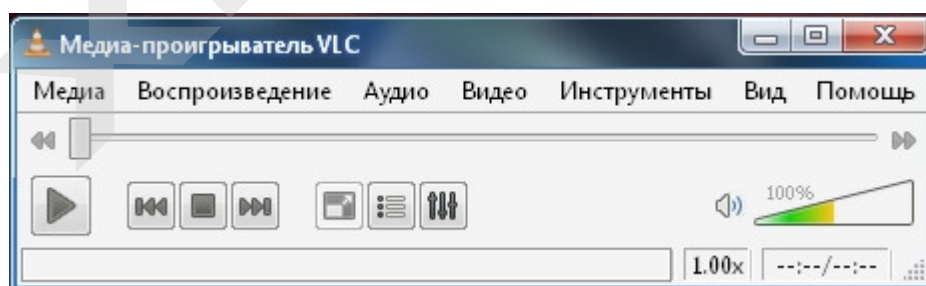 Медиа-проигрыватель VLC
Медиа Воспроизведение Аудио Видео Инструменты Вид Помощь
100%
1.00x --:--/--:--